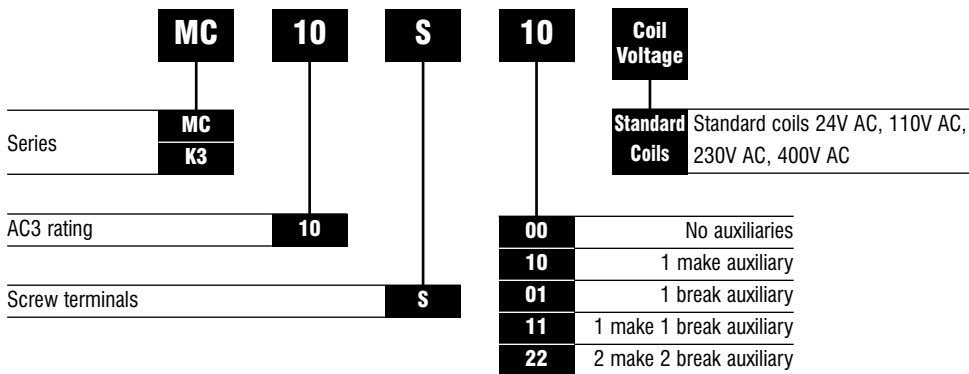 MC 10 S 10 Coil
Voltage
Series MC
K3
Standard
Coils
Standard coils 24V AC, 110V AC,
230V AC, 400V AC
AC3 rating 10
Screw terminals S
00 No auxiliaries
10 1 make auxiliary
01 1 break auxiliary
11 1 make 1 break auxiliary
22 2 make 2 break auxiliary